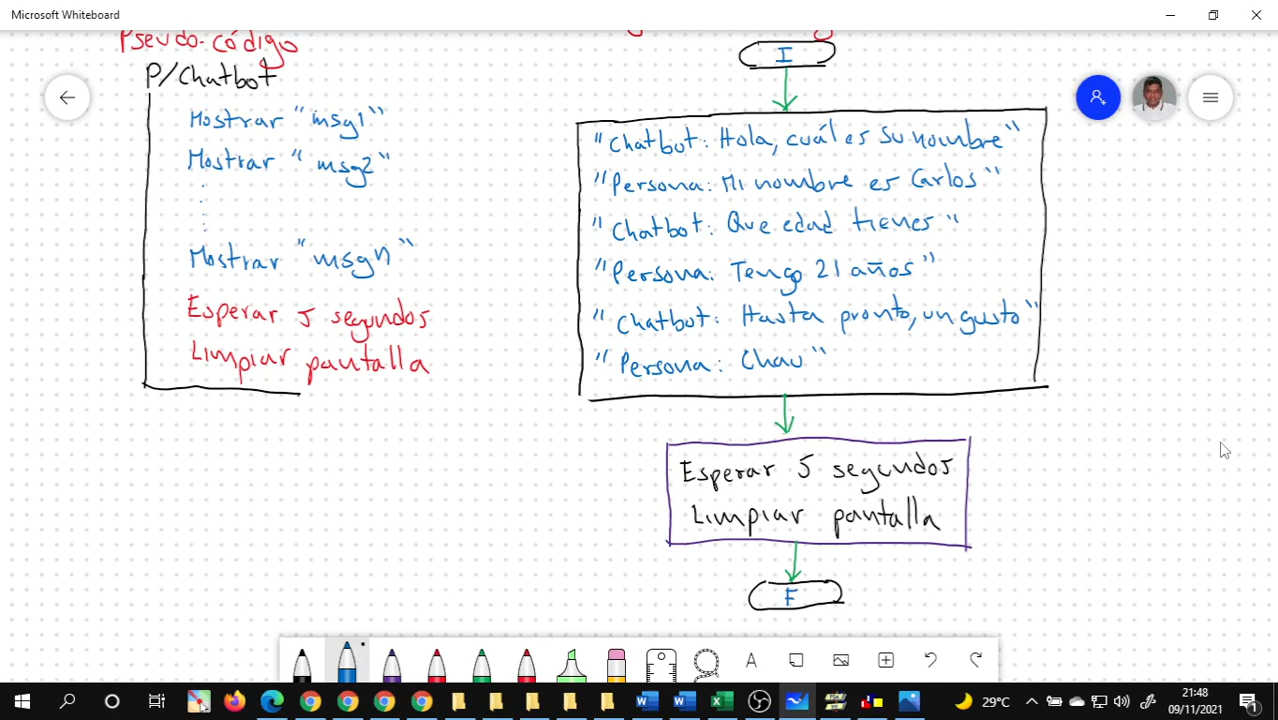 Microsoft Whiteboard
Pseudo-código
P/Chatbot
Mostrar "msg1"
Mostrar "msg2"
Mostrar "msgn"
Esperar 5 segundos
Limpiar pantalla
I
"Chatbot: Hola, cuál es su nombre"
"Persona: Mi nombre es Carlos"
"Chatbot: Que edad tienes"
"Persona: Tengo 21 años"
"Chatbot: Hasta pronto, un gusto"
"Persona: Chau"
Esperar 5 segundos
Limpiar pantalla
F
29°C
21:48
09/11/2021